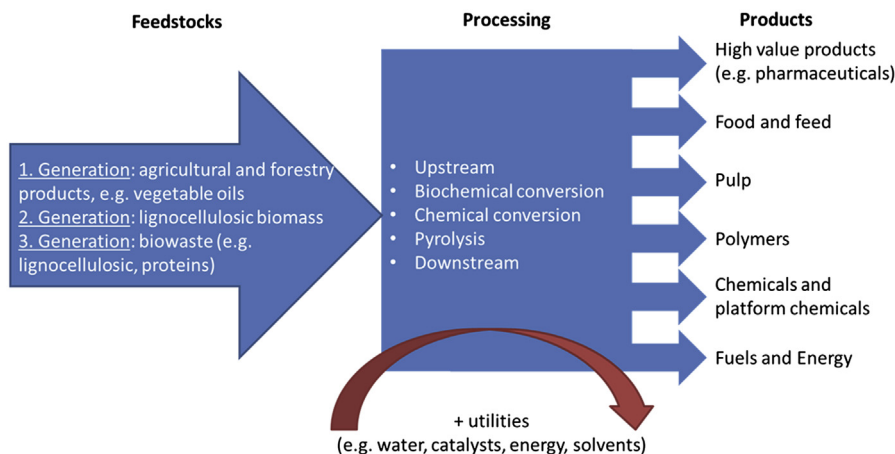 Feedstocks
Processing
Products
1. Generation: agricultural and forestry
products, e.g. vegetable oils
2. Generation: lignocellulosic biomass
3. Generation: biowaste (e.g.
lignocellulosic, proteins)
• Upstream
• Biochemical conversion
• Chemical conversion
• Pyrolysis
• Downstream
High value products
(e.g. pharmaceuticals)
Food and feed
Pulp
Polymers
Chemicals and
platform chemicals
Fuels and Energy
+ utilities
(e.g. water, catalysts, energy, solvents)